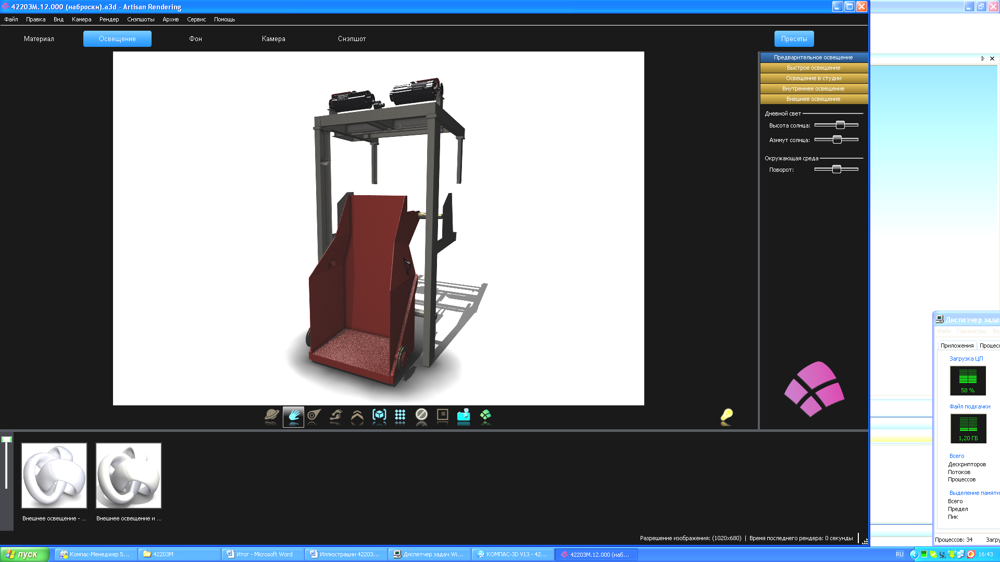 42203М.12.000 (наброски).a3d - Artisan Rendering
Файл Правка Вид Камера Рендер Снэпшоты Архив Сервис Помощь
Материал Освещение Фон Камера Снэпшот Пресеты
Предварительное освещение
Быстрое освещение
Освещение в студии
Внутреннее освещение
Внешнее освещение
Дневной свет
Высота солнца:
Азимут солнца:
Окружающая среда
Поворот:
Внешнее освещение - ...
Внешнее освещение и ...
Разрешение изображения: (1020x680) | Время последнего рендера: 0 секунды
Диспетчер задач
Файл Параметры Ви
Приложения Процесс
Загрузка ЦП
58 %
Файл подкачки
1,20 ГБ
Всего
Дескрипторов
Потоков
Процессов
Выделение памяти
Всего
Предел
Пик
Процессов: 34 Загру
пуск
Компас-Менеджер 5...
42203М
Итог - Microsoft Word
Иллюстрации 42203...
Диспетчер задач Wi...
КОМПАС-3D V13 - 42...
42203М.12.000 (наб...
RU
16:43